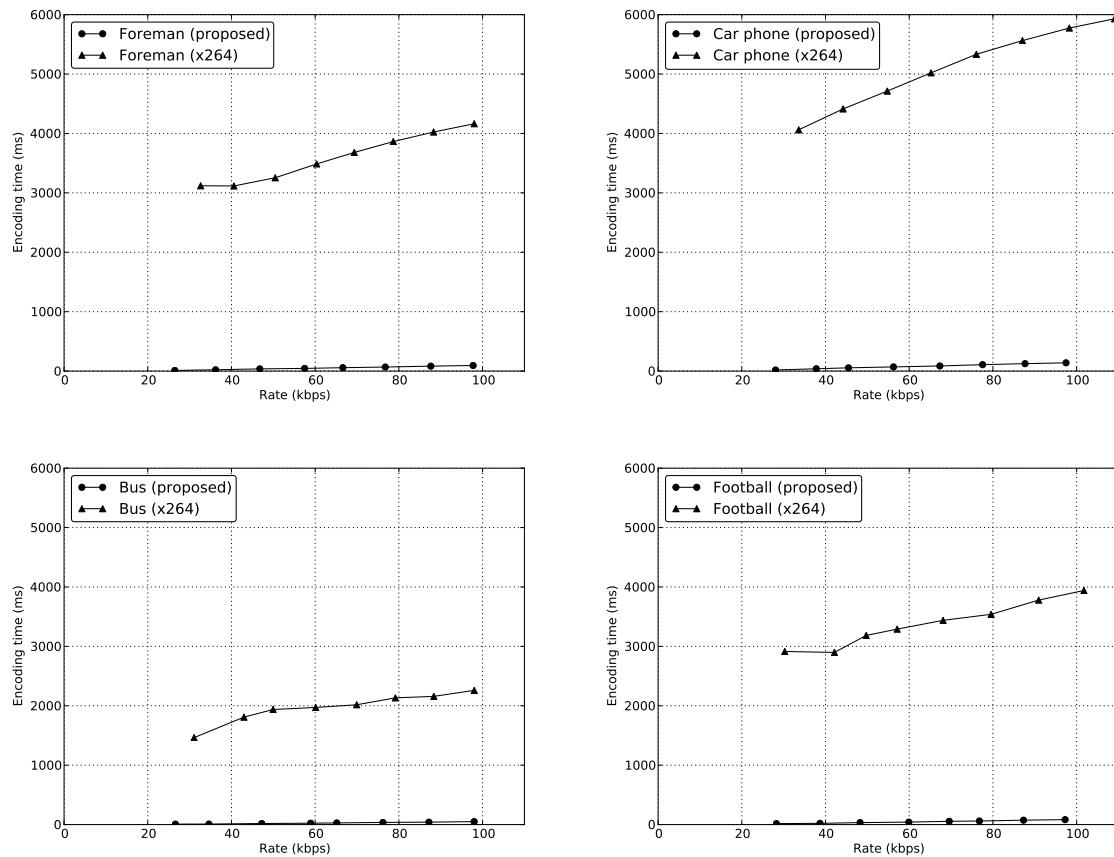 Foreman (proposed)
Foreman (x264)
6000
5000
4000
3000
2000
1000
0
Encoding time (ms)
0 20 40 60 80 100
Rate (kbps)
Car phone (proposed)
Car phone (x264)
6000
5000
4000
3000
2000
1000
0
Encoding time (ms)
0 20 40 60 80 100
Rate (kbps)
Bus (proposed)
Bus (x264)
6000
5000
4000
3000
2000
1000
0
Encoding time (ms)
0 20 40 60 80 100
Rate (kbps)
Football (proposed)
Football (x264)
6000
5000
4000
3000
2000
1000
0
Encoding time (ms)
0 20 40 60 80 100
Rate (kbps)